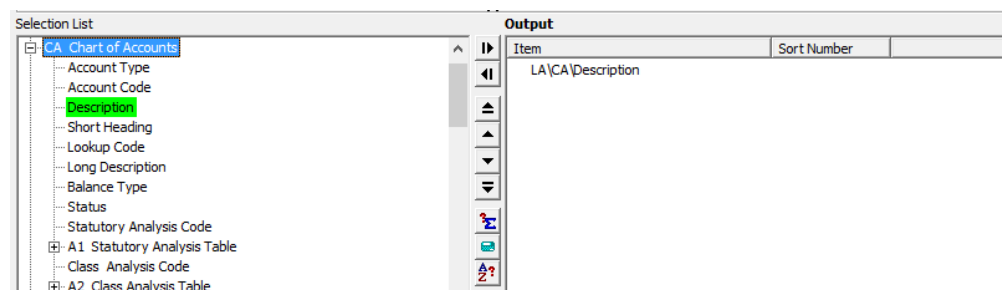 Selection List
CA Chart of Accounts
Account Type
Account Code
Description
Short Heading
Lookup Code
Long Description
Balance Type
Status
Statutory Analysis Code
A1 Statutory Analysis Table
Class Analysis Code
A2 Class Analysis Table
Output
Item Sort Number
LA\CA\Description